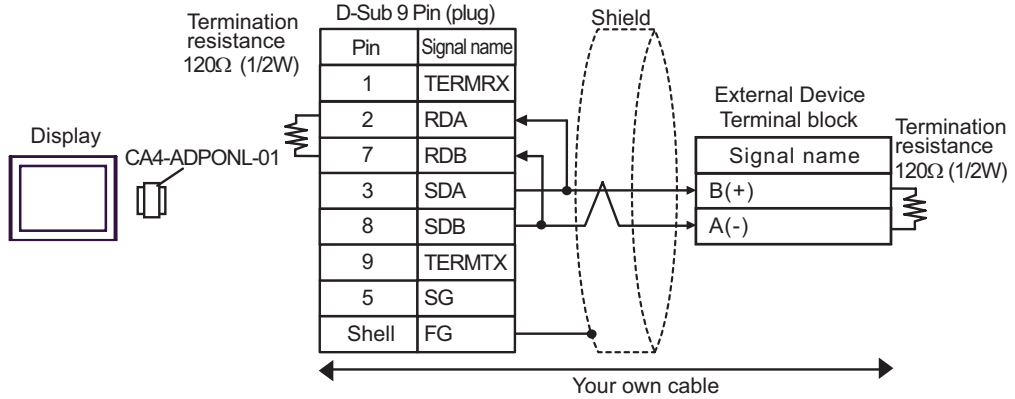 Display
CA4-ADPONL-01
Termination
resistance
120Ω (1/2W)
D-Sub 9 Pin (plug)
Pin Signal name
1 TERMRX
2 RDA
7 RDB
3 SDA
8 SDB
9 TERMTX
5 SG
Shell FG
Shield
External Device
Terminal block
Signal name
B(+)
A(-)
Termination
resistance
120Ω (1/2W)
Your own cable